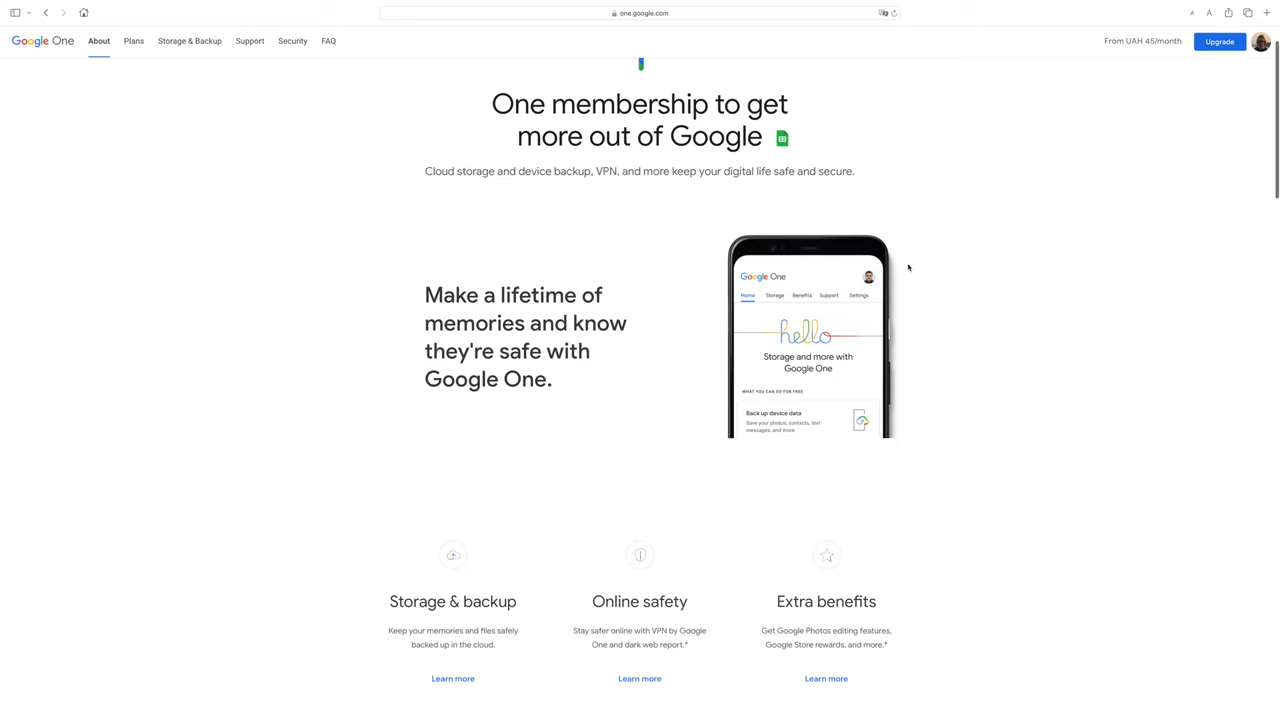 one.google.com
A A
Google One About Plans Storage & Backup Support Security FAQ From UAH 45/month Upgrade
One membership to get
more out of Google
Cloud storage and device backup, VPN, and more keep your digital life safe and secure.
Make a lifetime of
memories and know
they're safe with
Google One.
Google One
Home Storage Benefits Support Settings
hello
Storage and more with
Google One
WHAT YOU CAN DO FOR FREE
Back up device data
Save your photos, contacts, text
messages, and more
Storage & backup
Keep your memories and files safely
backed up in the cloud.
Learn more
Online safety
Stay safer online with VPN by Google
One and dark web report.*
Learn more
Extra benefits
Get Google Photos editing features,
Google Store rewards, and more.*
Learn more